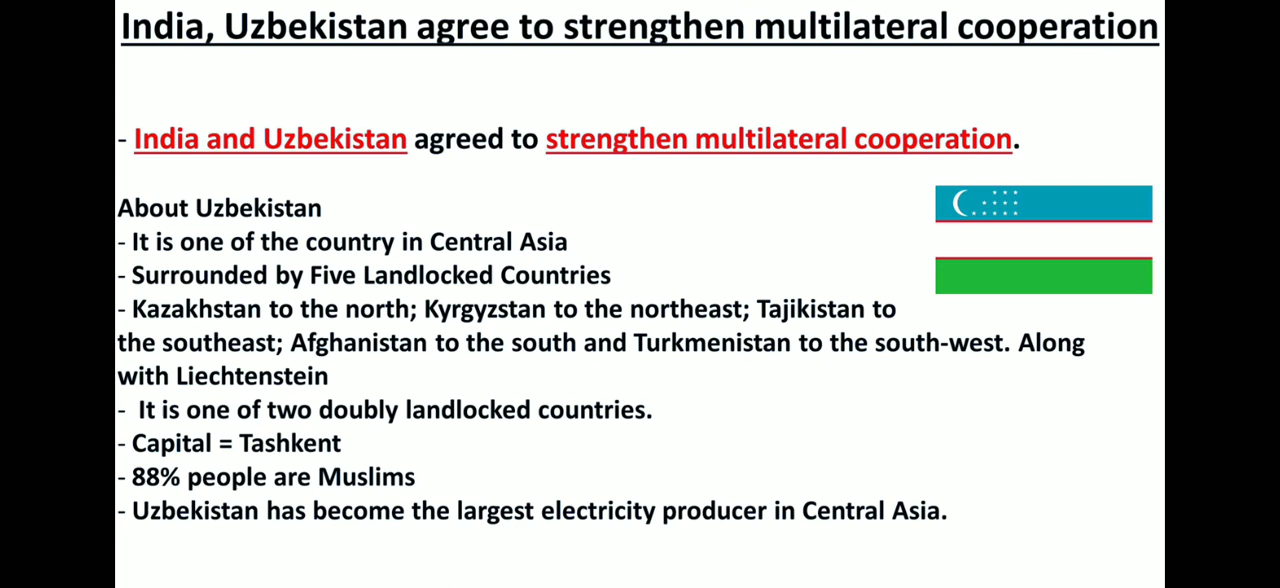 India, Uzbekistan agree to strengthen multilateral cooperation
- India and Uzbekistan agreed to strengthen multilateral cooperation.
About Uzbekistan
- It is one of the country in Central Asia
- Surrounded by Five Landlocked Countries
- Kazakhstan to the north; Kyrgyzstan to the northeast; Tajikistan to
the southeast; Afghanistan to the south and Turkmenistan to the south-west. Along
with Liechtenstein
- It is one of two doubly landlocked countries.
- Capital = Tashkent
- 88% people are Muslims
- Uzbekistan has become the largest electricity producer in Central Asia.